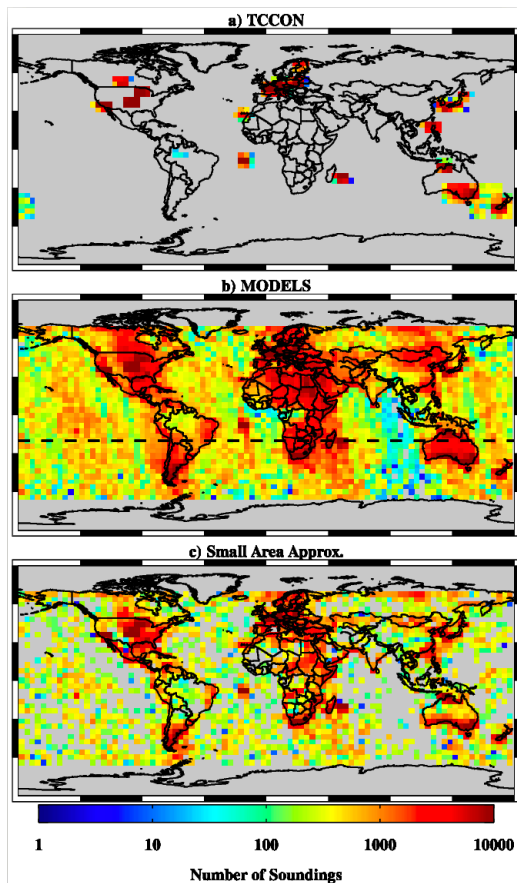 a) TCCON
b) MODELS
c) Small Area Approx.
1 10 100 1000 10000
Number of Soundings